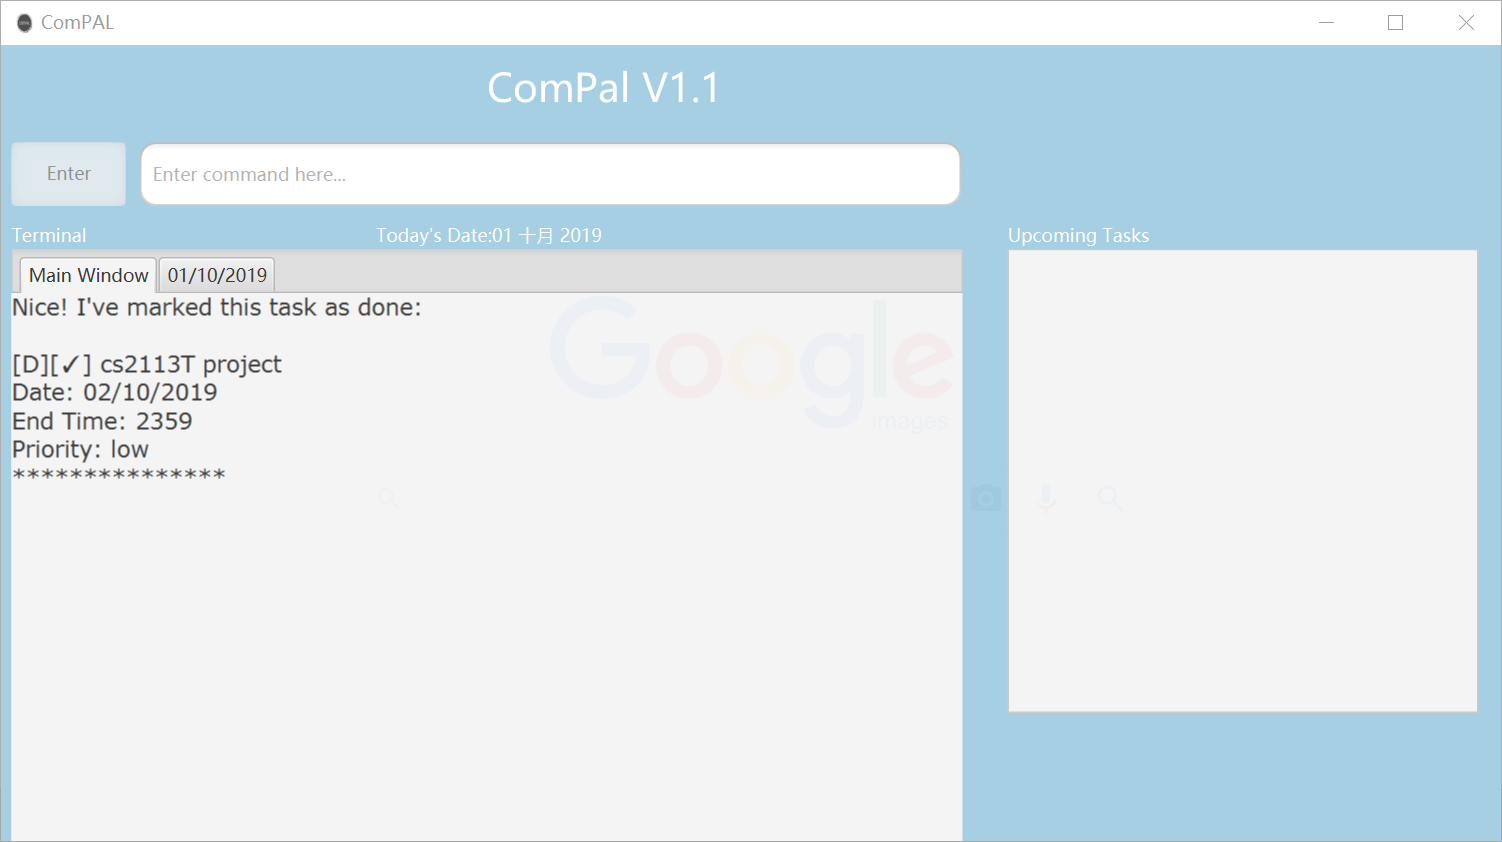 ComPAL
ComPal V1.1
Enter
Enter command here...
Terminal
Today's Date:01 十月 2019
Upcoming Tasks
Main Window
01/10/2019
Nice! I've marked this task as done:
[D][✓] cs2113T project
Date: 02/10/2019
End Time: 2359
Priority: low
***************
Google
images